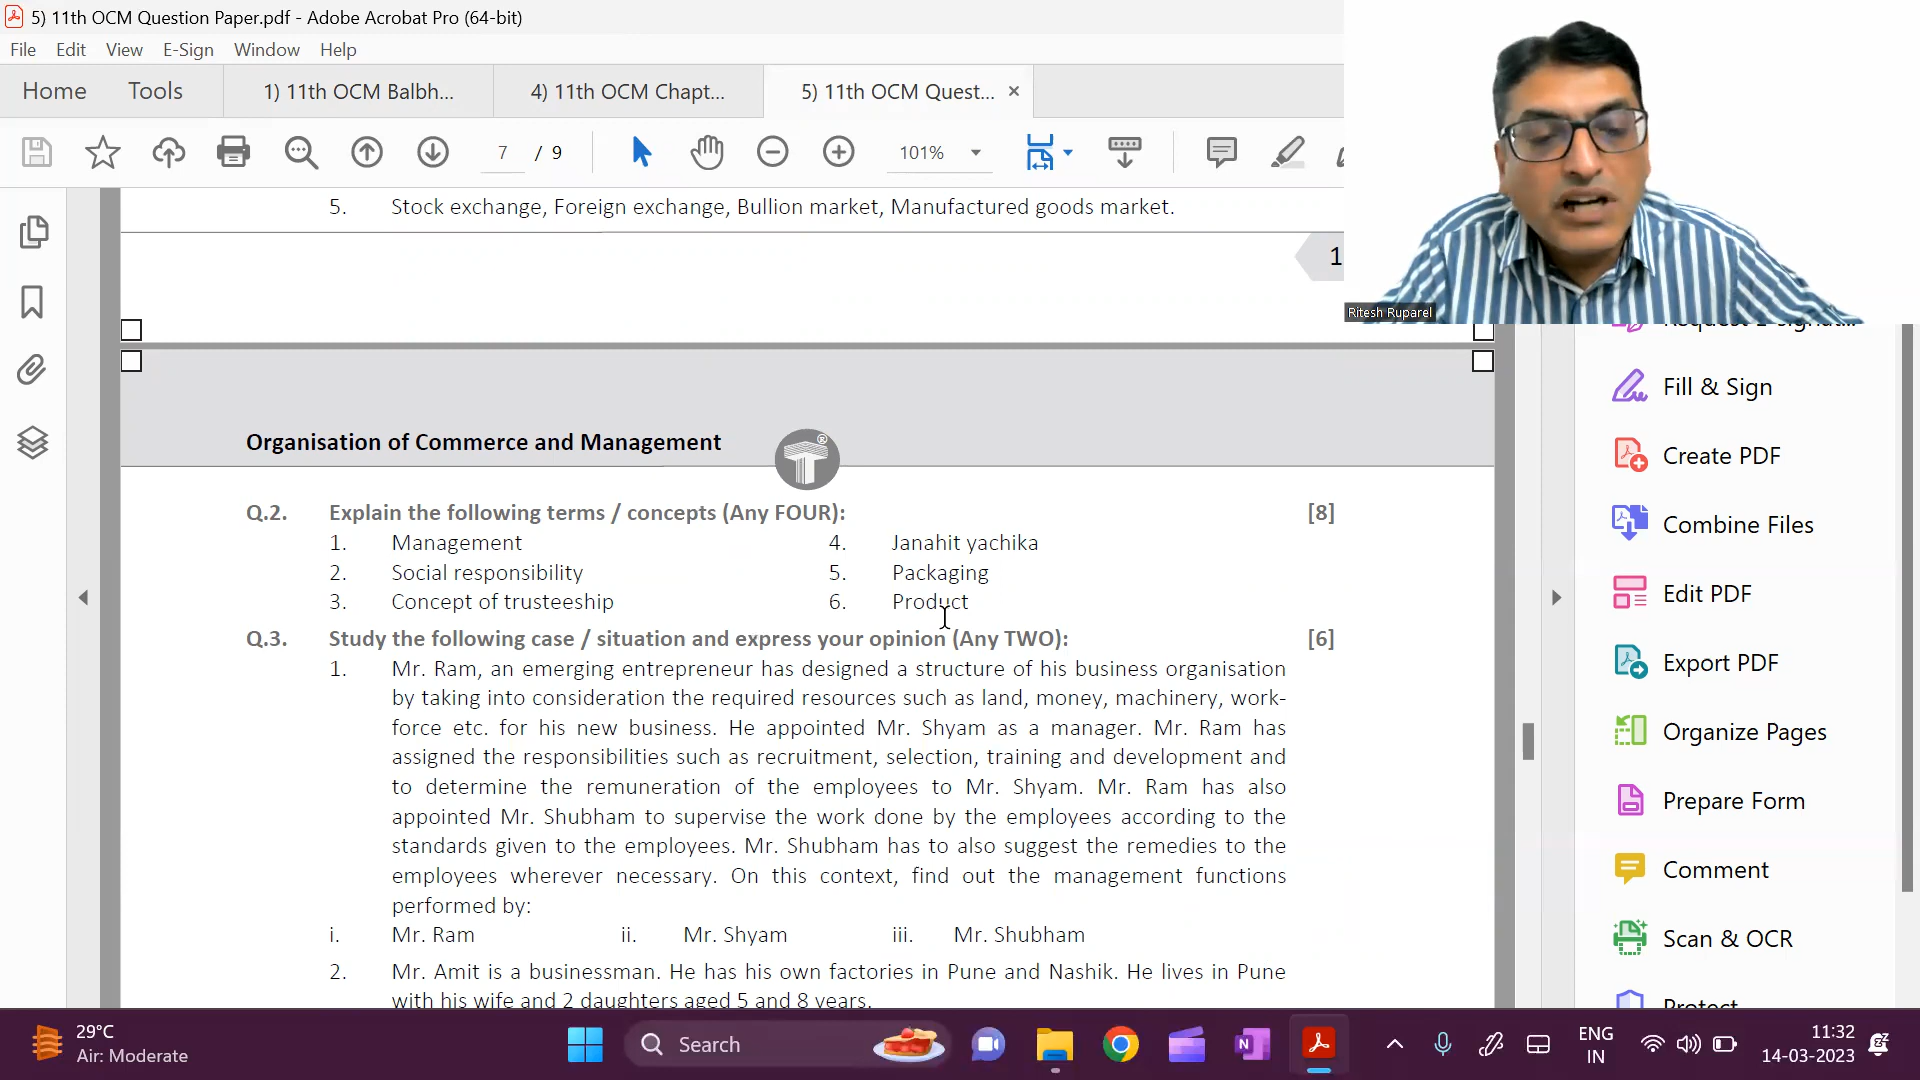 5) 11th OCM Question Paper.pdf - Adobe Acrobat Pro (64-bit)
File Edit View E-Sign Window Help
Home Tools 1) 11th OCM Balbh... 4) 11th OCM Chapt... 5) 11th OCM Quest... ×
7 / 9 101%
5. Stock exchange, Foreign exchange, Bullion market, Manufactured goods market.
1
Ritesh Ruparel
Organisation of Commerce and Management
Q.2. Explain the following terms / concepts (Any FOUR): [8]
1. Management 4. Janahit yachika
2. Social responsibility 5. Packaging
3. Concept of trusteeship 6. Product
Q.3. Study the following case / situation and express your opinion (Any TWO): [6]
1. Mr. Ram, an emerging entrepreneur has designed a structure of his business organisation
by taking into consideration the required resources such as land, money, machinery, work-
force etc. for his new business. He appointed Mr. Shyam as a manager. Mr. Ram has
assigned the responsibilities such as recruitment, selection, training and development and
to determine the remuneration of the employees to Mr. Shyam. Mr. Ram has also
appointed Mr. Shubham to supervise the work done by the employees according to the
standards given to the employees. Mr. Shubham has to also suggest the remedies to the
employees wherever necessary. On this context, find out the management functions
performed by:
i. Mr. Ram ii. Mr. Shyam iii. Mr. Shubham
2. Mr. Amit is a businessman. He has his own factories in Pune and Nashik. He lives in Pune
with his wife and 2 daughters aged 5 and 8 years.
Fill & Sign
Create PDF
Combine Files
Edit PDF
Export PDF
Organize Pages
Prepare Form
Comment
Scan & OCR
Protect
29°C
Air: Moderate
Search
ENG
IN
11:32
14-03-2023